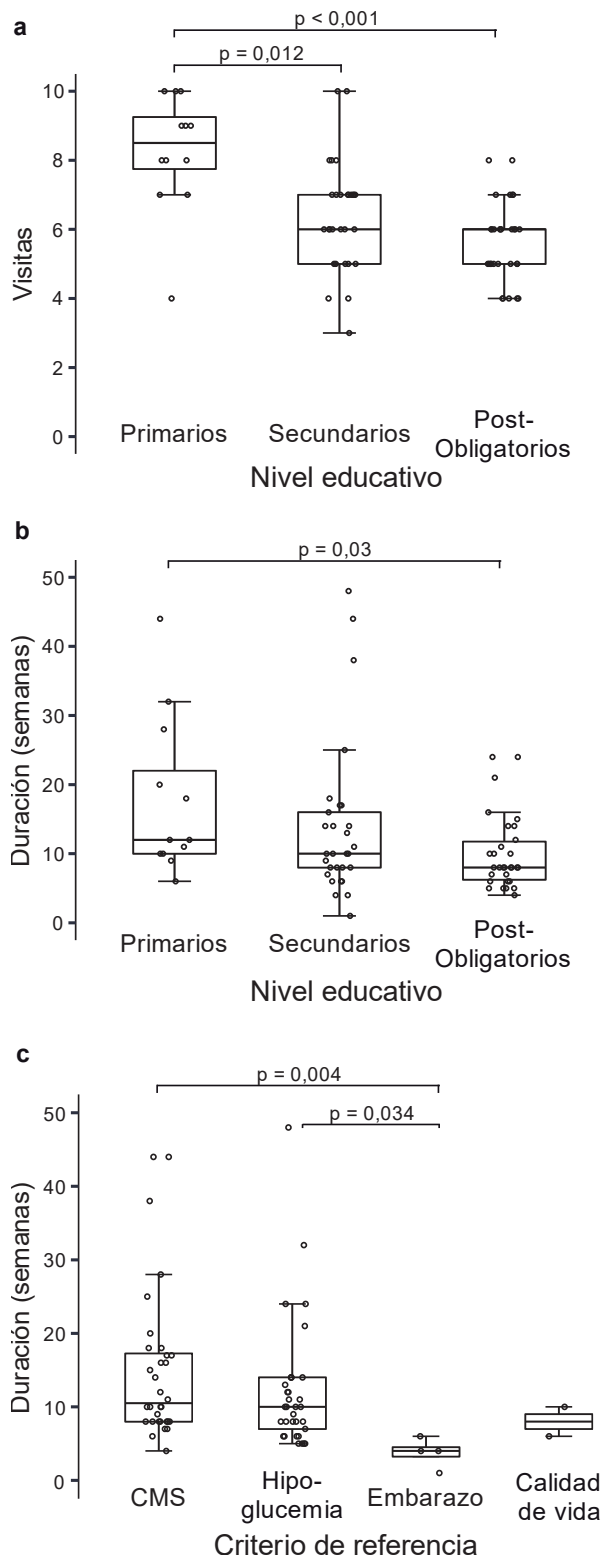 a
p < 0,001
p = 0,012
10
8
6
4
2
0
Visitas
Primarios
Secundarios
Post-
Obligatorios
Nivel educativo
b
p = 0,03
50
40
30
20
10
0
Duración (semanas)
Primarios
Secundarios
Post-
Obligatorios
Nivel educativo
c
p = 0,004
p = 0,034
50
40
30
20
10
0
Duración (semanas)
CMS
Hipo-
glucemia
Embarazo
Calidad
de vida
Criterio de referencia